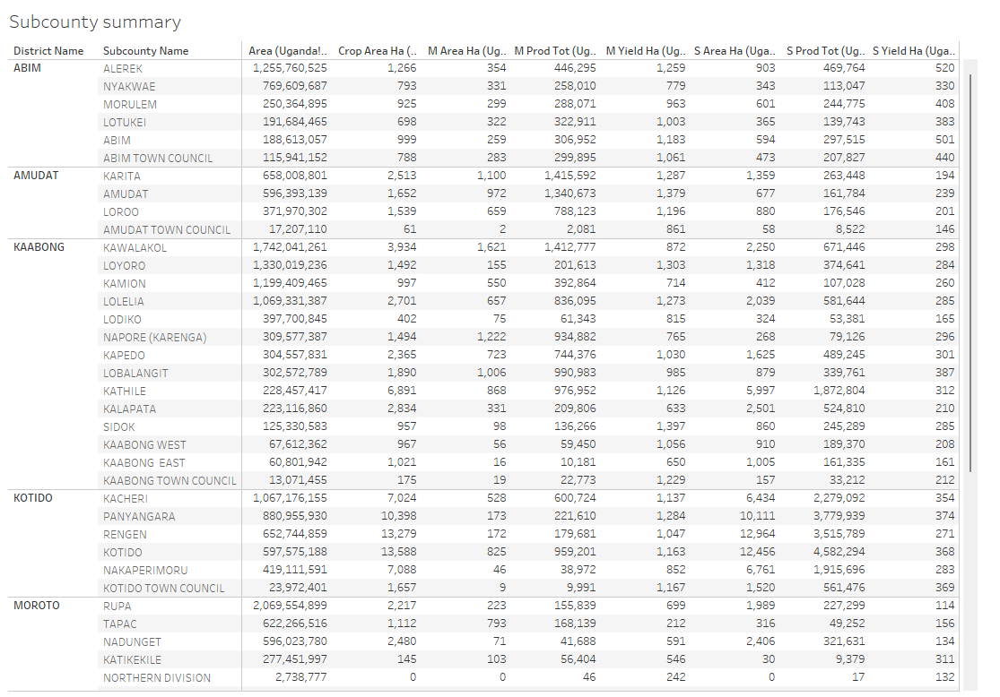 Subcounty summary
District Name Subcounty Name Area (Uganda!.. Crop Area Ha (.. M Area Ha (Ug.. M Prod Tot (Ug.. M Yield Ha (Ug.. S Area Ha (Uga.. S Prod Tot (Ug.. S Yield Ha (Uga..
ABIM ALEREK 1,255,760,525 1,266 354 446,295 1,259 903 469,764 520
NYAKWAE 769,609,687 793 331 258,010 779 343 113,047 330
MORULEM 250,364,895 925 299 288,071 963 601 244,775 408
LOTUKEI 191,684,465 698 322 322,911 1,003 365 139,743 383
ABIM 188,613,057 999 259 306,952 1,183 594 297,515 501
ABIM TOWN COUNCIL 115,941,152 788 283 299,895 1,061 473 207,827 440
AMUDAT KARITA 658,008,801 2,513 1,100 1,415,592 1,287 1,359 263,448 194
AMUDAT 596,393,139 1,652 972 1,340,673 1,379 677 161,784 239
LOROO 371,970,302 1,539 659 788,123 1,196 880 176,546 201
AMUDAT TOWN COUNCIL 17,207,110 61 2 2,081 861 58 8,522 146
KAABONG KAWALAKOL 1,742,041,261 3,934 1,621 1,412,777 872 2,250 671,446 298
LOYORO 1,330,019,236 1,492 155 201,613 1,303 1,318 374,641 284
KAMION 1,199,409,465 997 550 392,864 714 412 107,028 260
LOLELIA 1,069,331,387 2,701 657 836,095 1,273 2,039 581,644 285
LODIKO 397,700,845 402 75 61,343 815 324 53,381 165
NAPORE (KARENGA) 309,577,387 1,494 1,222 934,882 765 268 79,126 296
KAPEDO 304,557,831 2,365 723 744,376 1,030 1,625 489,245 301
LOBALANGIT 302,572,789 1,890 1,006 990,983 985 879 339,761 387
KATHILE 228,457,417 6,891 868 976,952 1,126 5,997 1,872,804 312
KALAPATA 223,116,860 2,834 331 209,806 633 2,501 524,810 210
SIDOK 125,330,583 957 98 136,266 1,397 860 245,289 285
KAABONG WEST 67,612,362 967 56 59,450 1,056 910 189,370 208
KAABONG  EAST 60,801,942 1,021 16 10,181 650 1,005 161,335 161
KAABONG TOWN COUNCIL 13,071,455 175 19 22,773 1,229 157 33,212 212
KOTIDO KACHERI 1,067,176,155 7,024 528 600,724 1,137 6,434 2,279,092 354
PANYANGARA 880,955,930 10,398 173 221,610 1,284 10,111 3,779,939 374
RENGEN 652,744,859 13,279 172 179,681 1,047 12,964 3,515,789 271
KOTIDO 597,575,188 13,588 825 959,201 1,163 12,456 4,582,294 368
NAKAPERIMORU 419,111,591 7,088 46 38,972 852 6,761 1,915,696 283
KOTIDO TOWN COUNCIL 23,972,401 1,657 9 9,991 1,167 1,520 561,476 369
MOROTO RUPA 2,069,554,899 2,217 223 155,839 699 1,989 227,299 114
TAPAC 622,266,516 1,112 793 168,139 212 316 49,252 156
NADUNGET 596,023,780 2,480 71 41,688 591 2,406 321,631 134
KATIKEKILE 277,451,997 145 103 56,404 546 30 9,379 311
NORTHERN DIVISION 2,738,777 0 0 46 242 0 17 132